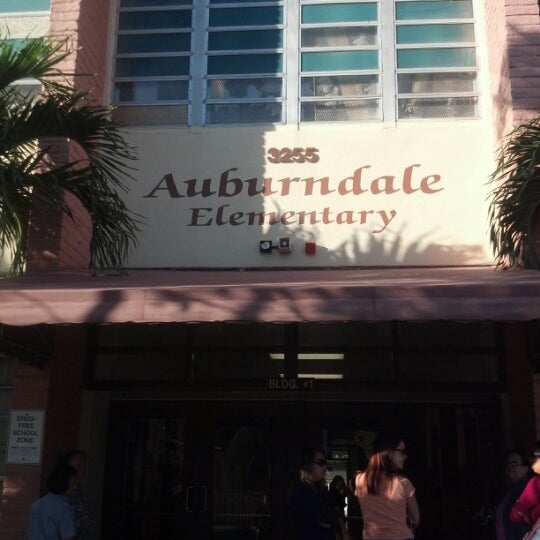 3255
Auburndale
Elementary
BLDG. #1
DRUG-
FREE
SCHOOL
ZONE